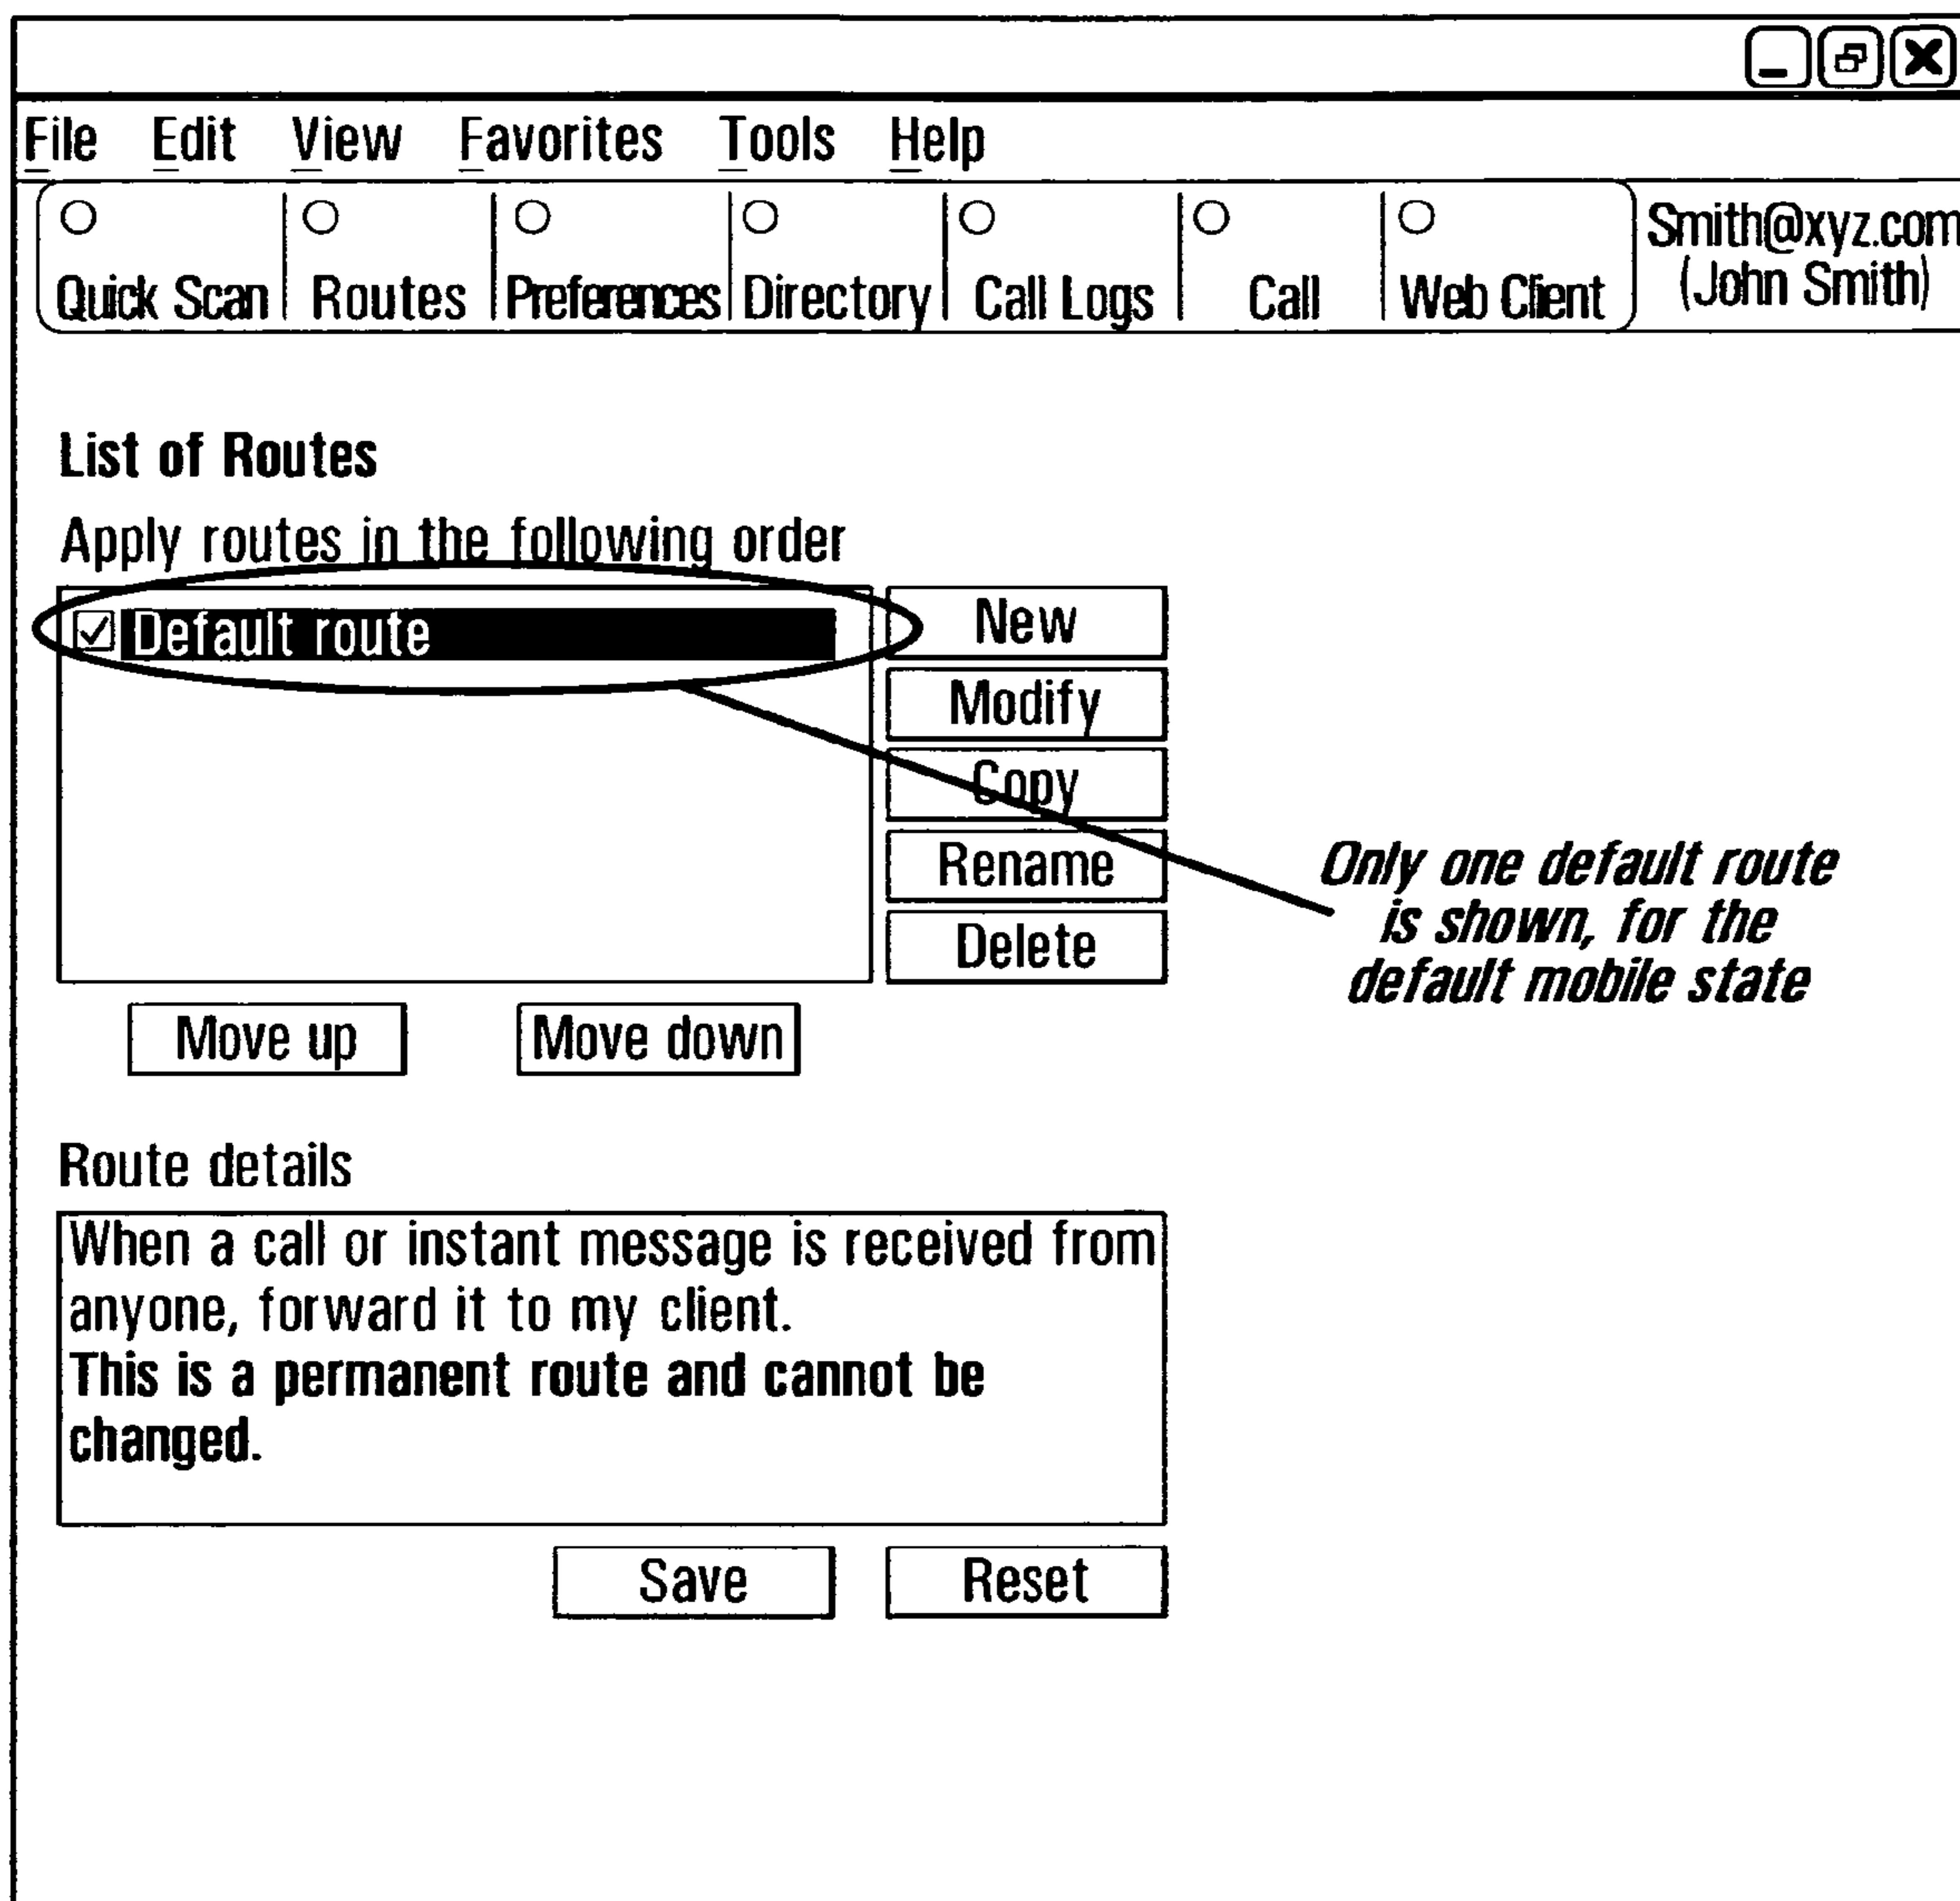 File Edit View Favorites Tools Help
Quick Scan Routes Preferences Directory Call Logs Call Web Client
Smith@xyz.com
(John Smith)
List of Routes
Apply routes in the following order
Default route
New
Modify
Copy
Rename
Delete
Only one default route
is shown, for the
default mobile state
Move up Move down
Route details
When a call or instant message is received from
anyone, forward it to my client.
This is a permanent route and cannot be
changed.
Save Reset